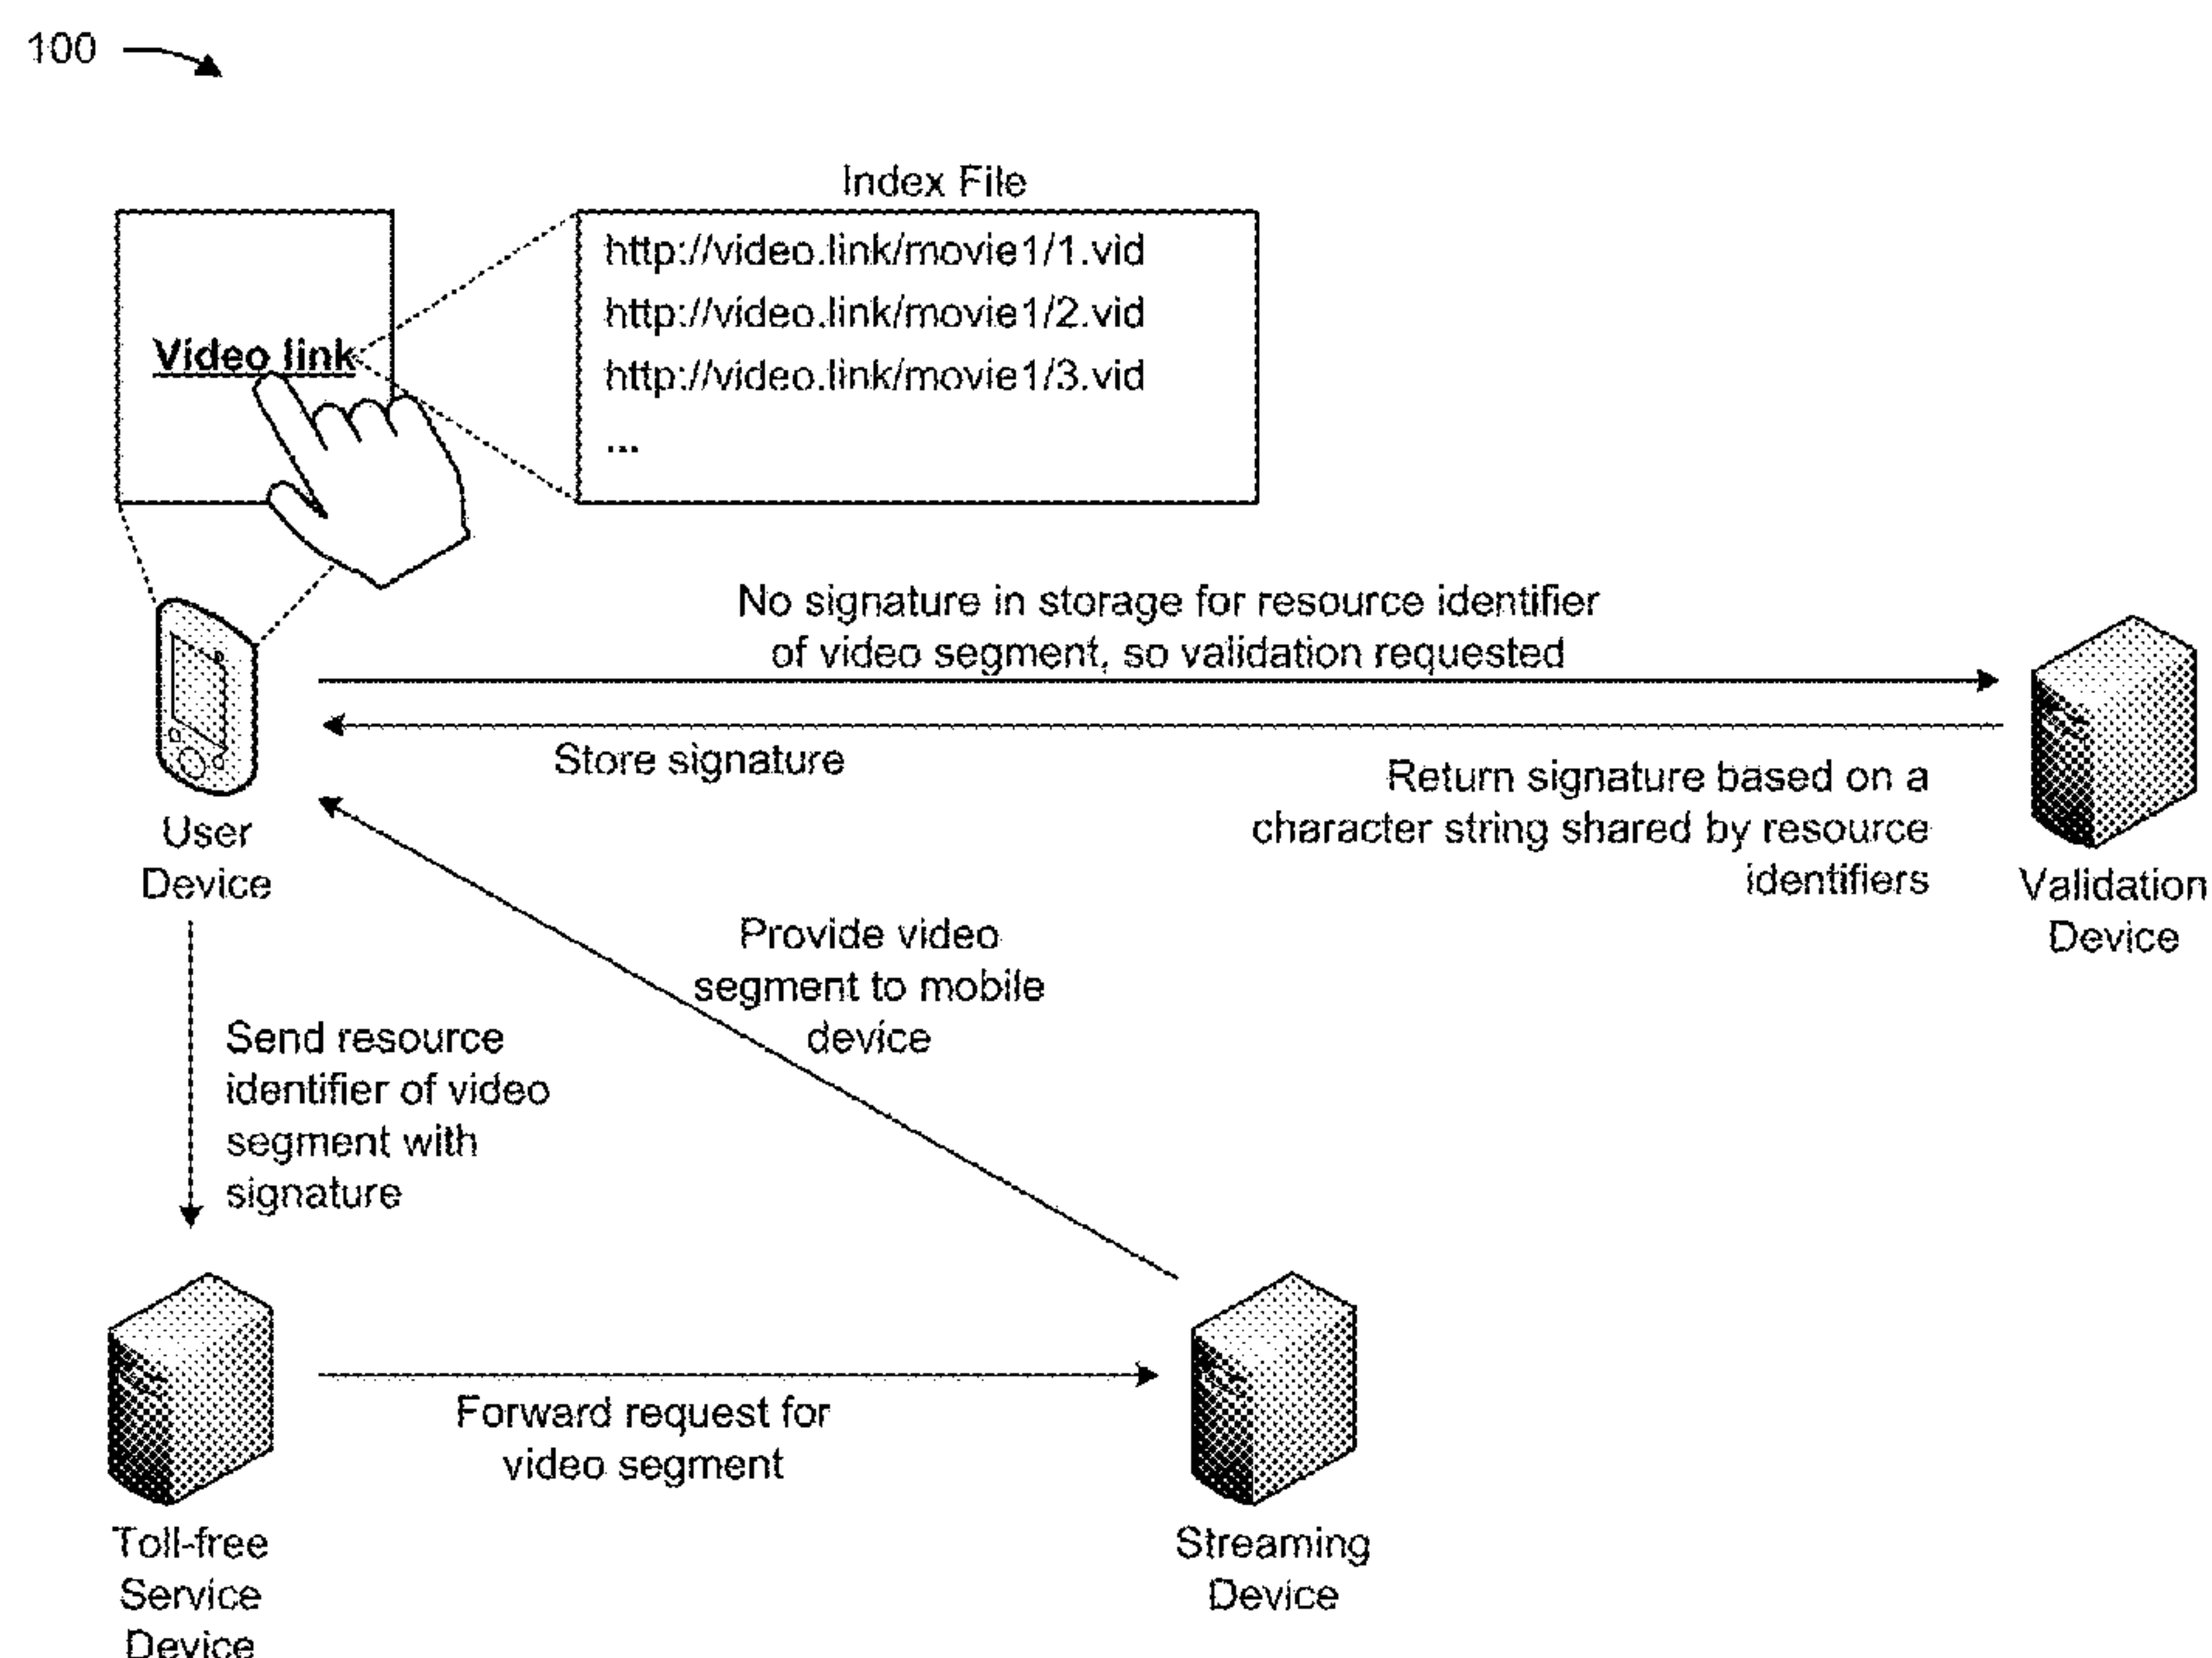 100
Index File
http://video.link/movie1/1.vid
http://video.link/movie1/2.vid
http://video.link/movie1/3.vid
...
Video link
No signature in storage for resource identifier
of video segment, so validation requested
Store signature
Return signature based on a
character string shared by resource
identifiers
User
Device
Validation
Device
Provide video
segment to mobile
device
Send resource
identifier of video
segment with
signature
Forward request for
video segment
Toll-free
Service
Device
Streaming
Device